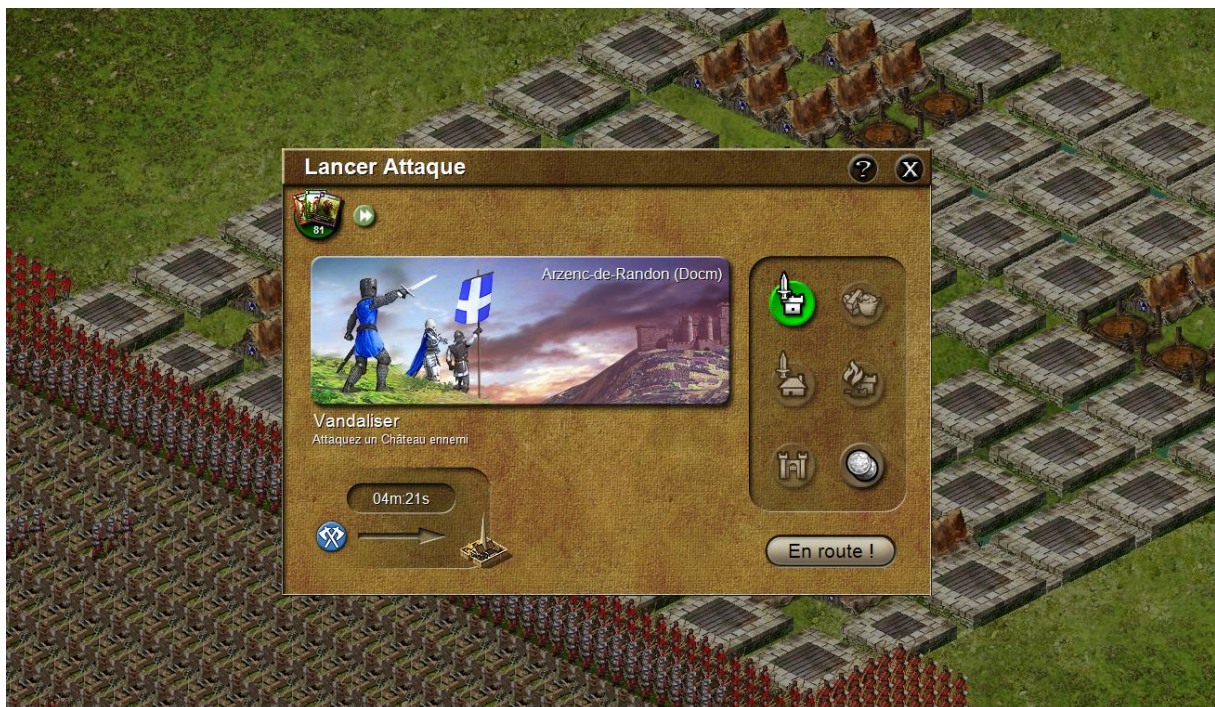 Lancer Attaque
?
X
81
Arzenc-de-Randon (Docm)
Vandaliser
Attaquez un Château ennemi
04m:21s
En route !